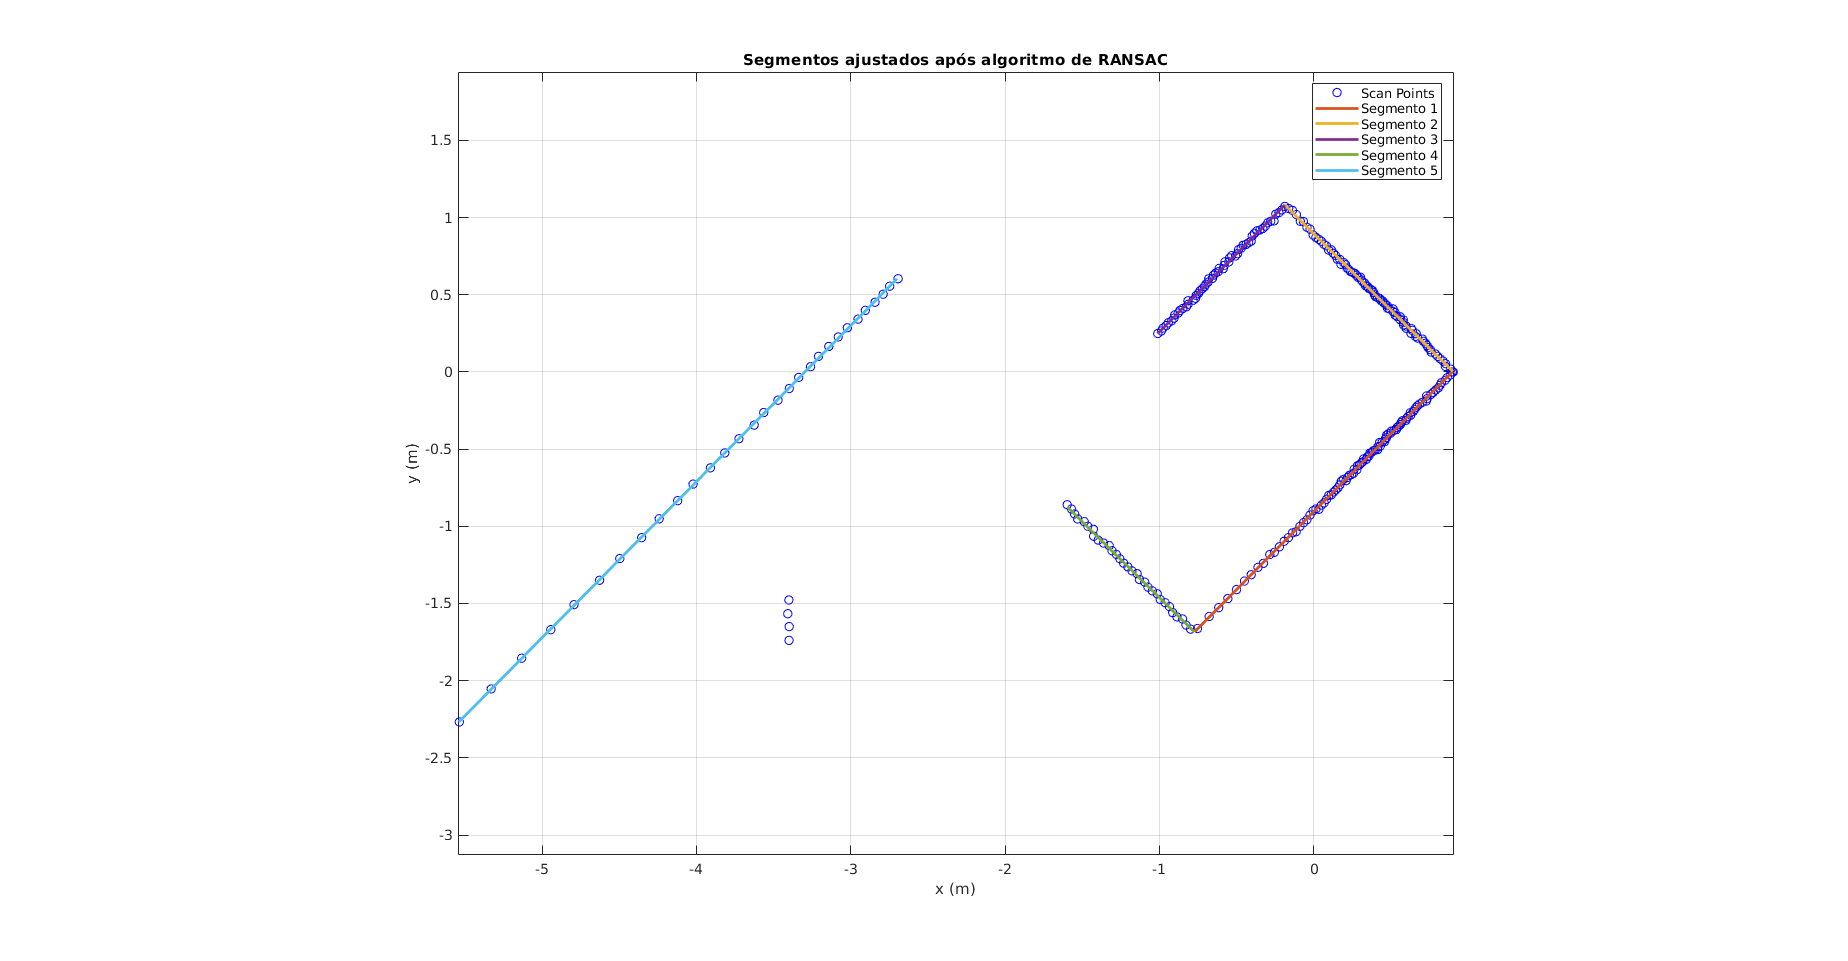 Segmentos ajustados após algoritmo de RANSAC
Scan Points
Segmento 1
Segmento 2
Segmento 3
Segmento 4
Segmento 5
1.5
1
0.5
0
-0.5
-1
-1.5
-2
-2.5
-3
y (m)
-5
-4
-3
-2
-1
0
x (m)